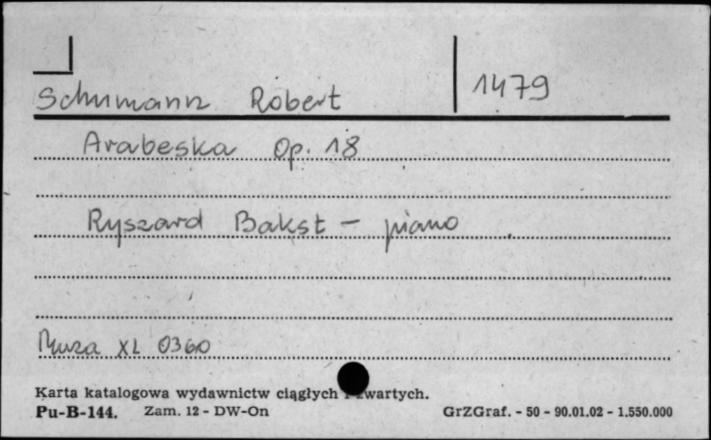 Schumann Robert 1479
Arabeska Op. 18
Ryszard Bakst - piano
Muza XL 0360
Karta katalogowa wydawnictw ciągłych i zwartych.
Pu-B-144. Zam. 12 - DW-On GrZGraf. - 50 - 90.01.02 - 1.550.000